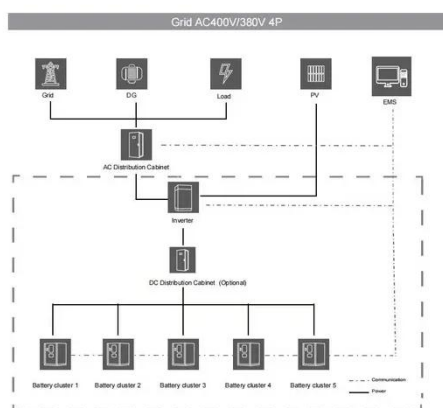 Grid AC400V/380V 4P
Grid
DG
Load
PV
EMS
AC Distribution Cabinet
Inverter
DC Distribution Cabinet (Optional)
Battery cluster 1
Battery cluster 2
Battery cluster 3
Battery cluster 4
Battery cluster 5
Communication
Power